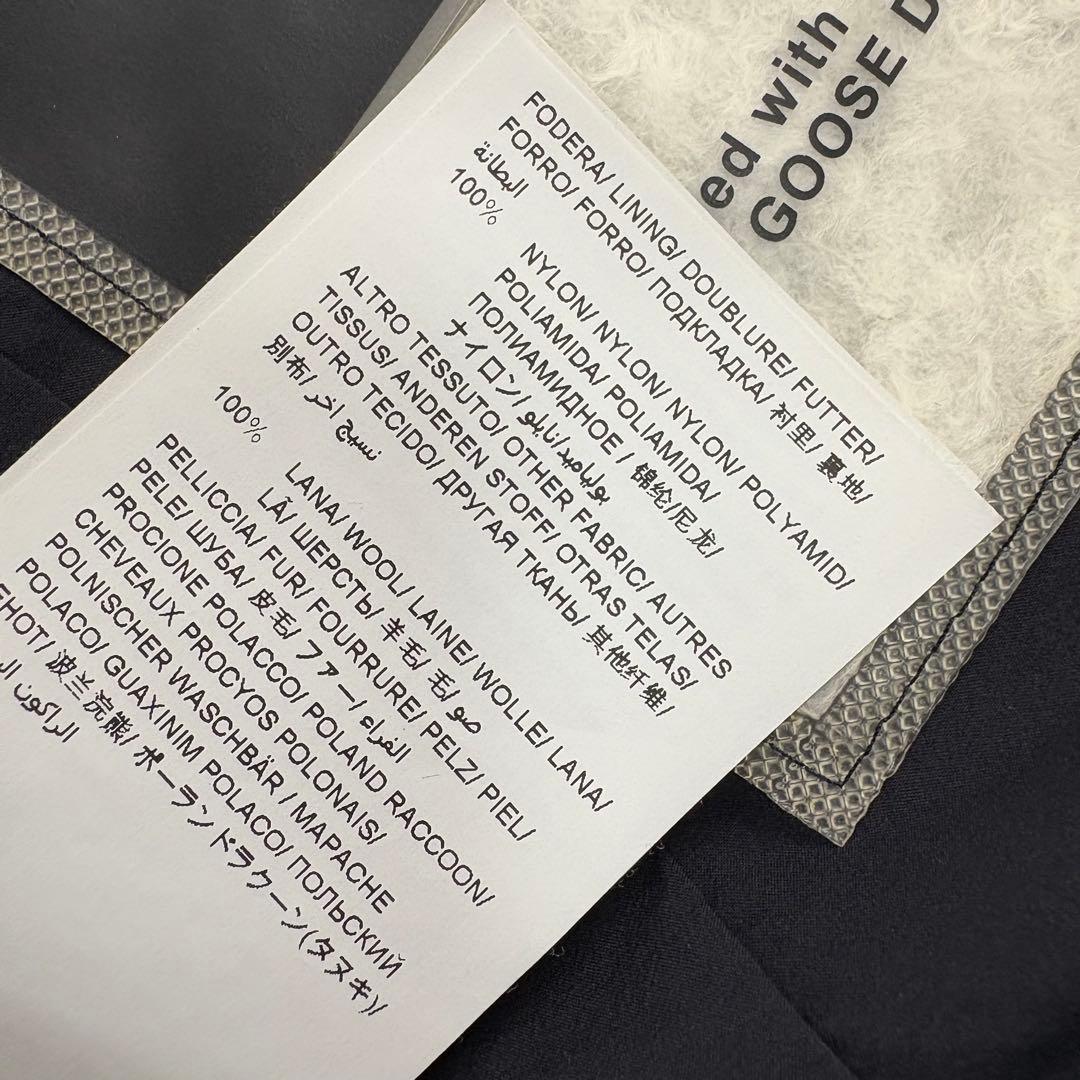 ed with
GOOSE D
FODERA/ LINING/ DOUBLURE/ FUTTER/
FORRO/ FORRO/ ПОДКЛАДКА/ 衬里/ 裏地/
البطانة
100%
NYLON/ NYLON/ NYLON/ POLYAMID/
POLIAMIDA/ POLIAMIDA/
ПОЛИАМИДНОЕ / 锦纶/尼龙/
ナイロン/ بولياميد/نايلو
ALTRO TESSUTO/ OTHER FABRIC/ AUTRES
TISSUS/ ANDEREN STOFF/ OTRAS TELAS/
OUTRO TECIDO/ ДРУГАЯ ТКАНЬ/ 其他纤维/
別布/ نسيج اخر/
100%
LANA/ WOOL/ LAINE/ WOLLE/ LANA/
LÃ/ ШЕРСТЬ/ 羊毛/ 毛/ صو
PELLICCIA/ FUR/ FOURRURE/ PELZ/ PIEL/
PELE/ ШУБА/ 皮毛/ ファー/ الفراء
PROCIONE POLACCO/ POLAND RACCOON/
CHEVEAUX PROCYOS POLONAIS/
POLNISCHER WASCHBÄR / MAPACHE
POLACO/ GUAXINIM POLACO/ ПОЛЬСКИЙ
ЕНОТ/ 波兰浣熊/ ポーランドラクーン(タヌキ)/
الراكون